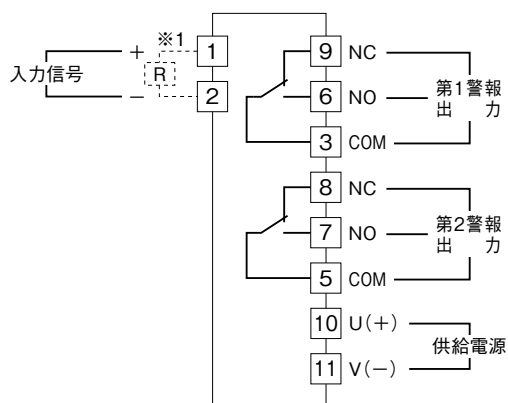 入力信号
+
−
※1
R
1
2
9 NC
6 NO
3 COM
第1警報
出 力
8 NC
7 NO
5 COM
第2警報
出 力
10 U(+)
11 V(−)
供給電源